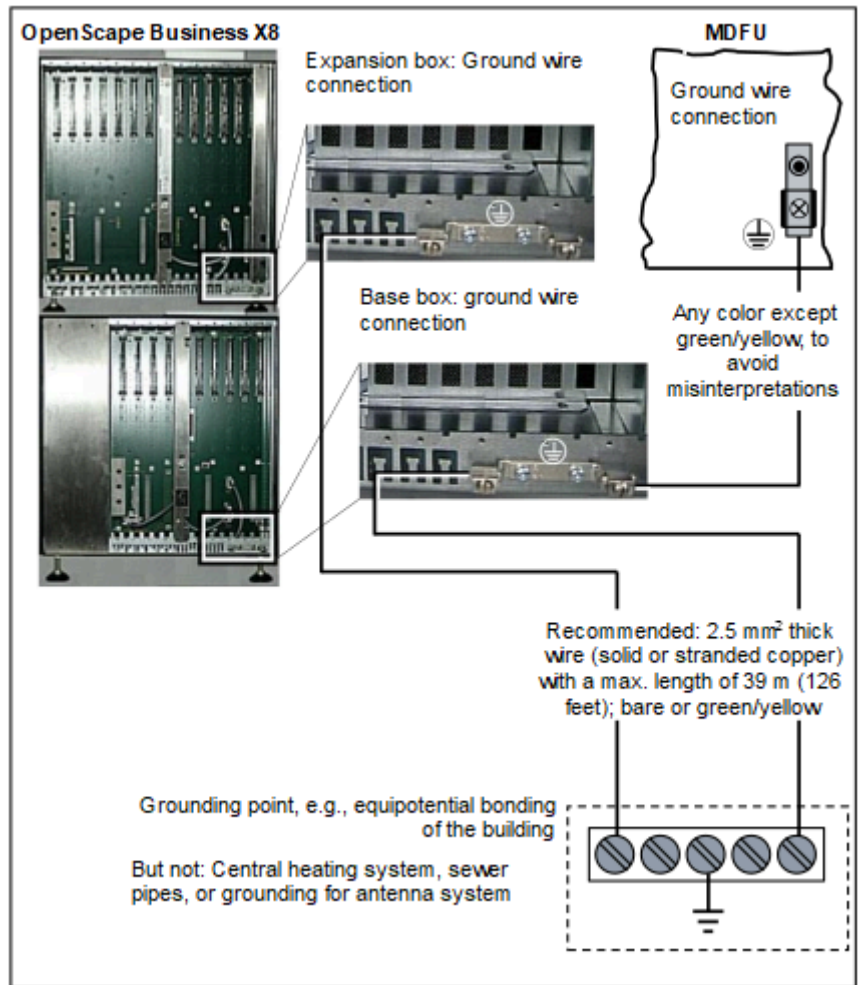 OpenScape Business X8
MDFU
Expansion box: Ground wire
connection
Ground wire
connection
Base box: ground wire
connection
Any color except
green/yellow, to
avoid
misinterpretations
Recommended: 2.5 mm² thick
wire (solid or stranded copper)
with a max. length of 39 m (126
feet); bare or green/yellow
Grounding point, e.g., equipotential bonding
of the building
But not: Central heating system, sewer
pipes, or grounding for antenna system